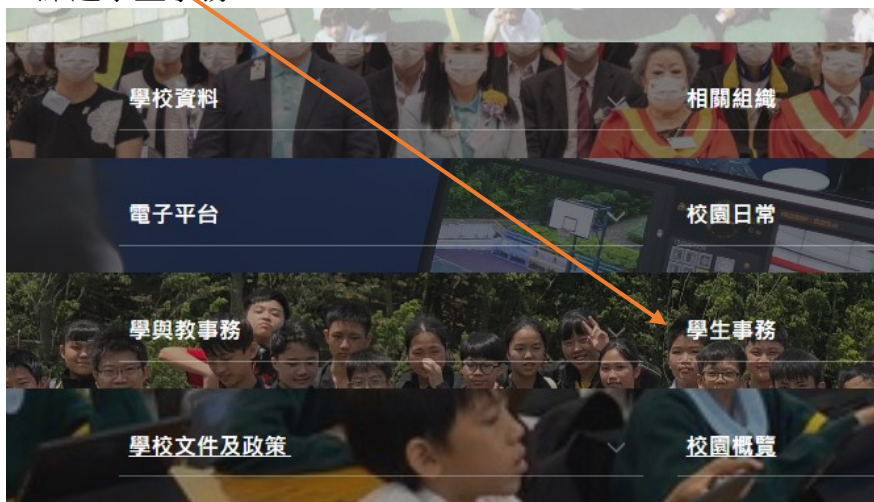 學校資料
相關組織
電子平台
校園日常
學與教事務
學生事務
學校文件及政策
校園概覽